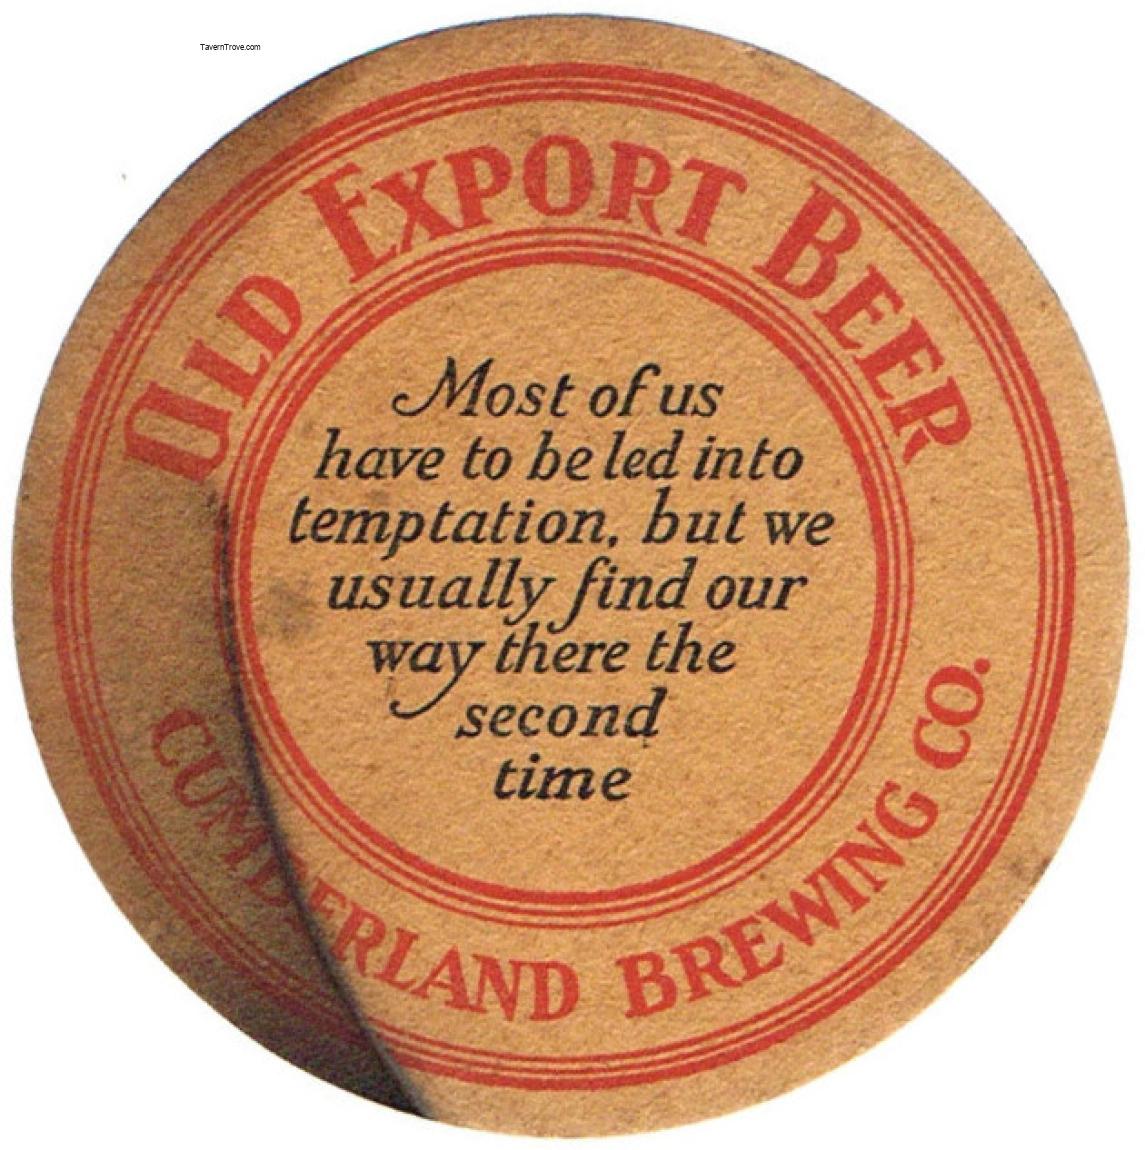 TavernTrove.com
OLD EXPORT BEER
Most of us
have to be led into
temptation, but we
usually find our
way there the
second
time
CUMBERLAND BREWING CO.